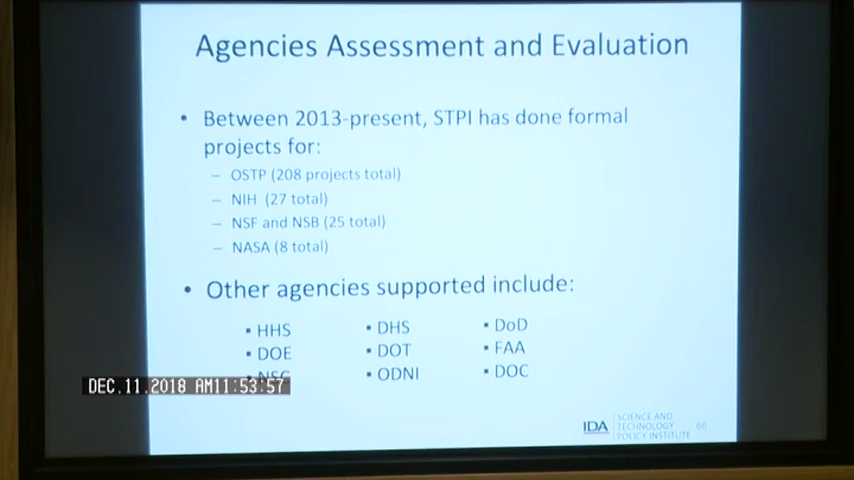 Agencies Assessment and Evaluation
• Between 2013-present, STPI has done formal
projects for:
– OSTP (208 projects total)
– NIH (27 total)
– NSF and NSB (25 total)
– NASA (8 total)
• Other agencies supported include:
▪ HHS ▪ DHS ▪ DoD
▪ DOE ▪ DOT ▪ FAA
▪ NSC ▪ ODNI ▪ DOC
DEC.11.2018 AM11:53:57
IDA SCIENCE AND
TECHNOLOGY
POLICY INSTITUTE
66